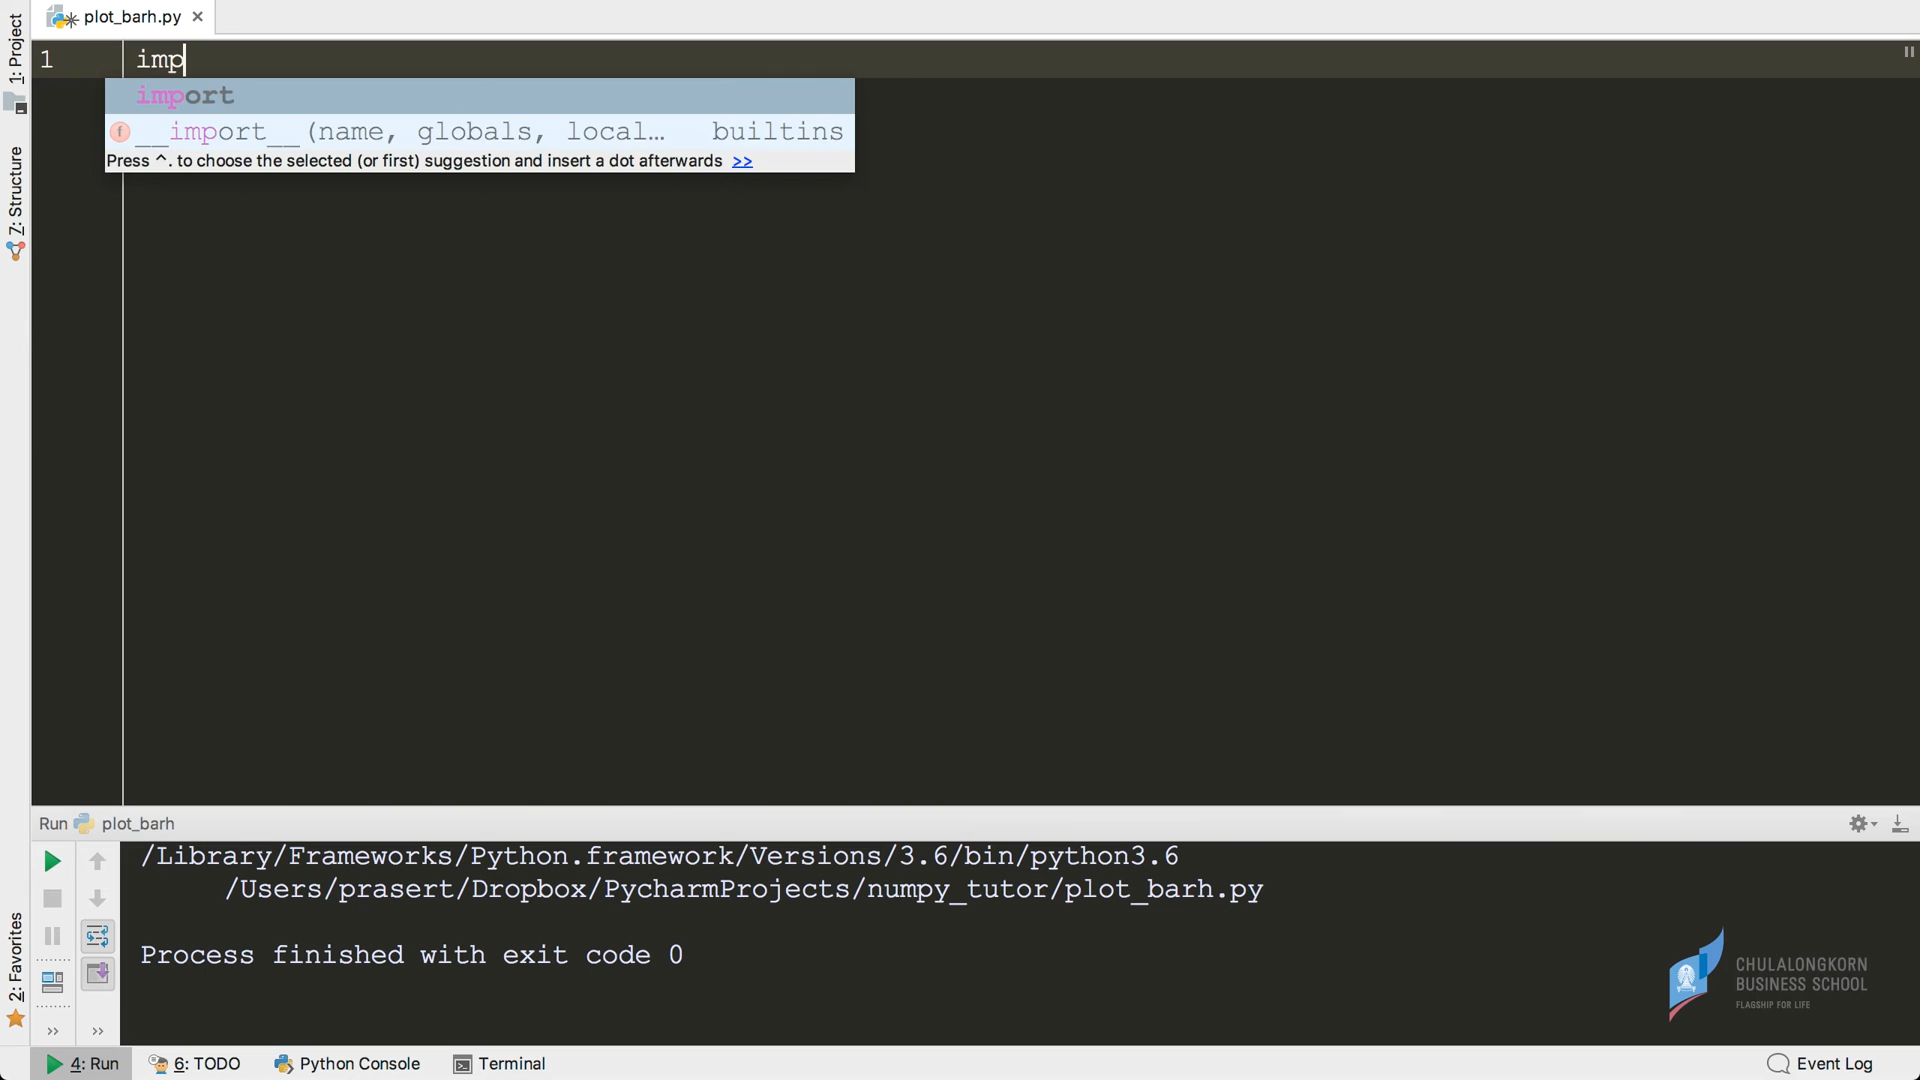 plot_barh.py
1: Project
7: Structure
2: Favorites
1
imp
import
f __import__(name, globals, local… builtins
Press ^. to choose the selected (or first) suggestion and insert a dot afterwards >>
Run plot_barh
/Library/Frameworks/Python.framework/Versions/3.6/bin/python3.6
/Users/prasert/Dropbox/PycharmProjects/numpy_tutor/plot_barh.py
Process finished with exit code 0
CHULALONGKORN
BUSINESS SCHOOL
FLAGSHIP FOR LIFE
>> >>
4: Run 6: TODO Python Console Terminal Event Log